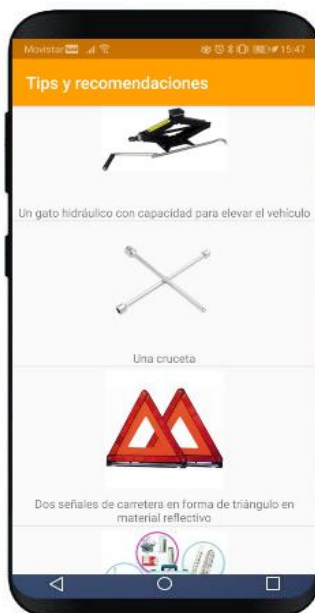 Movistar 15:47
Tips y recomendaciones
Un gato hidráulico con capacidad para elevar el vehículo
Una cruceta
Dos señales de carretera en forma de triángulo en
material reflectivo